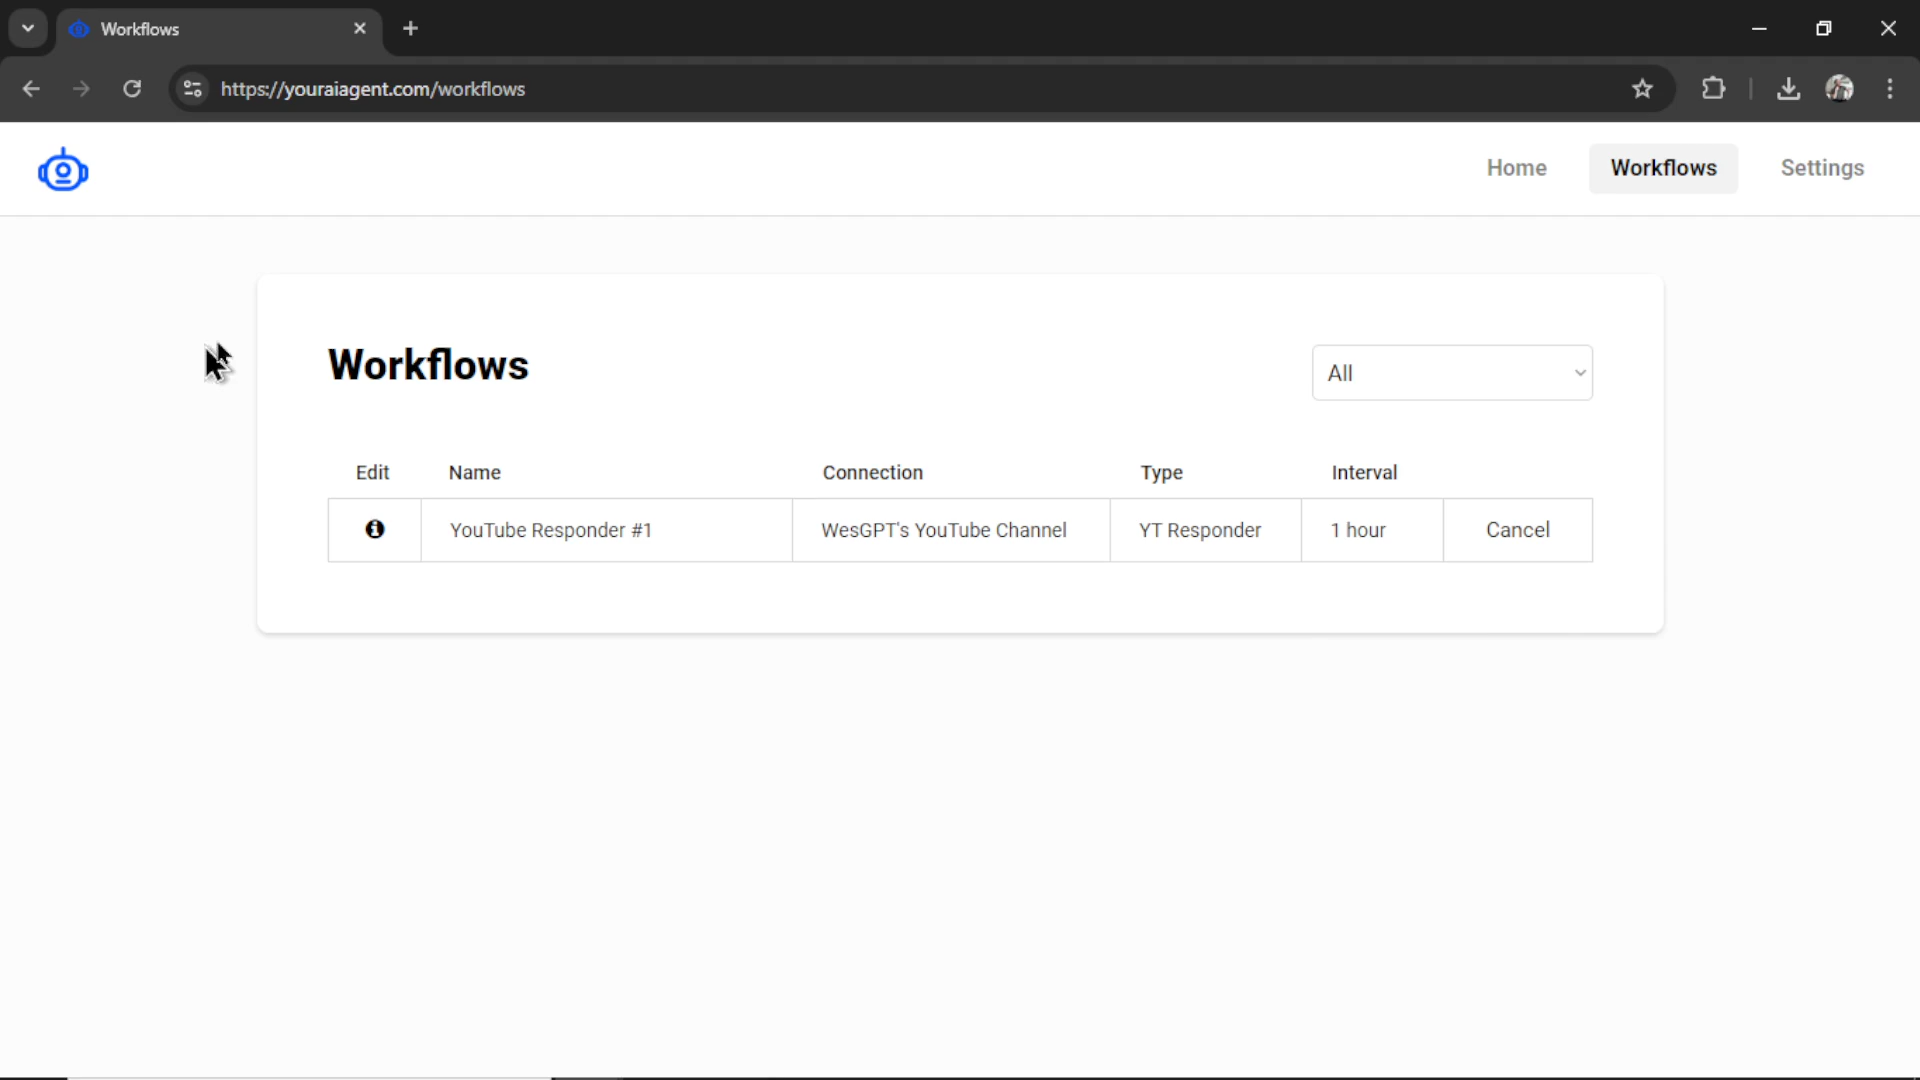 Workflows
https://youraiagent.com/workflows
Home Workflows Settings
Workflows
All
Edit Name Connection Type Interval
YouTube Responder #1 WesGPT's YouTube Channel YT Responder 1 hour Cancel